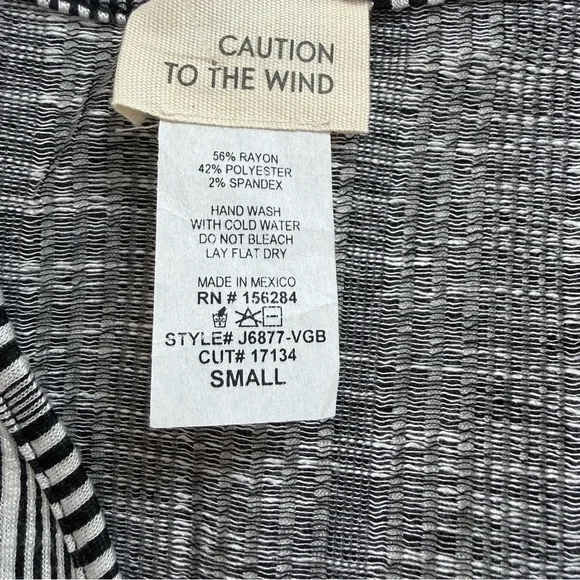 CAUTION
TO THE WIND
56% RAYON
42% POLYESTER
2% SPANDEX
HAND WASH
WITH COLD WATER
DO NOT BLEACH
LAY FLAT DRY
MADE IN MEXICO
RN # 156284
STYLE# J6877-VGB
CUT# 17134
SMALL